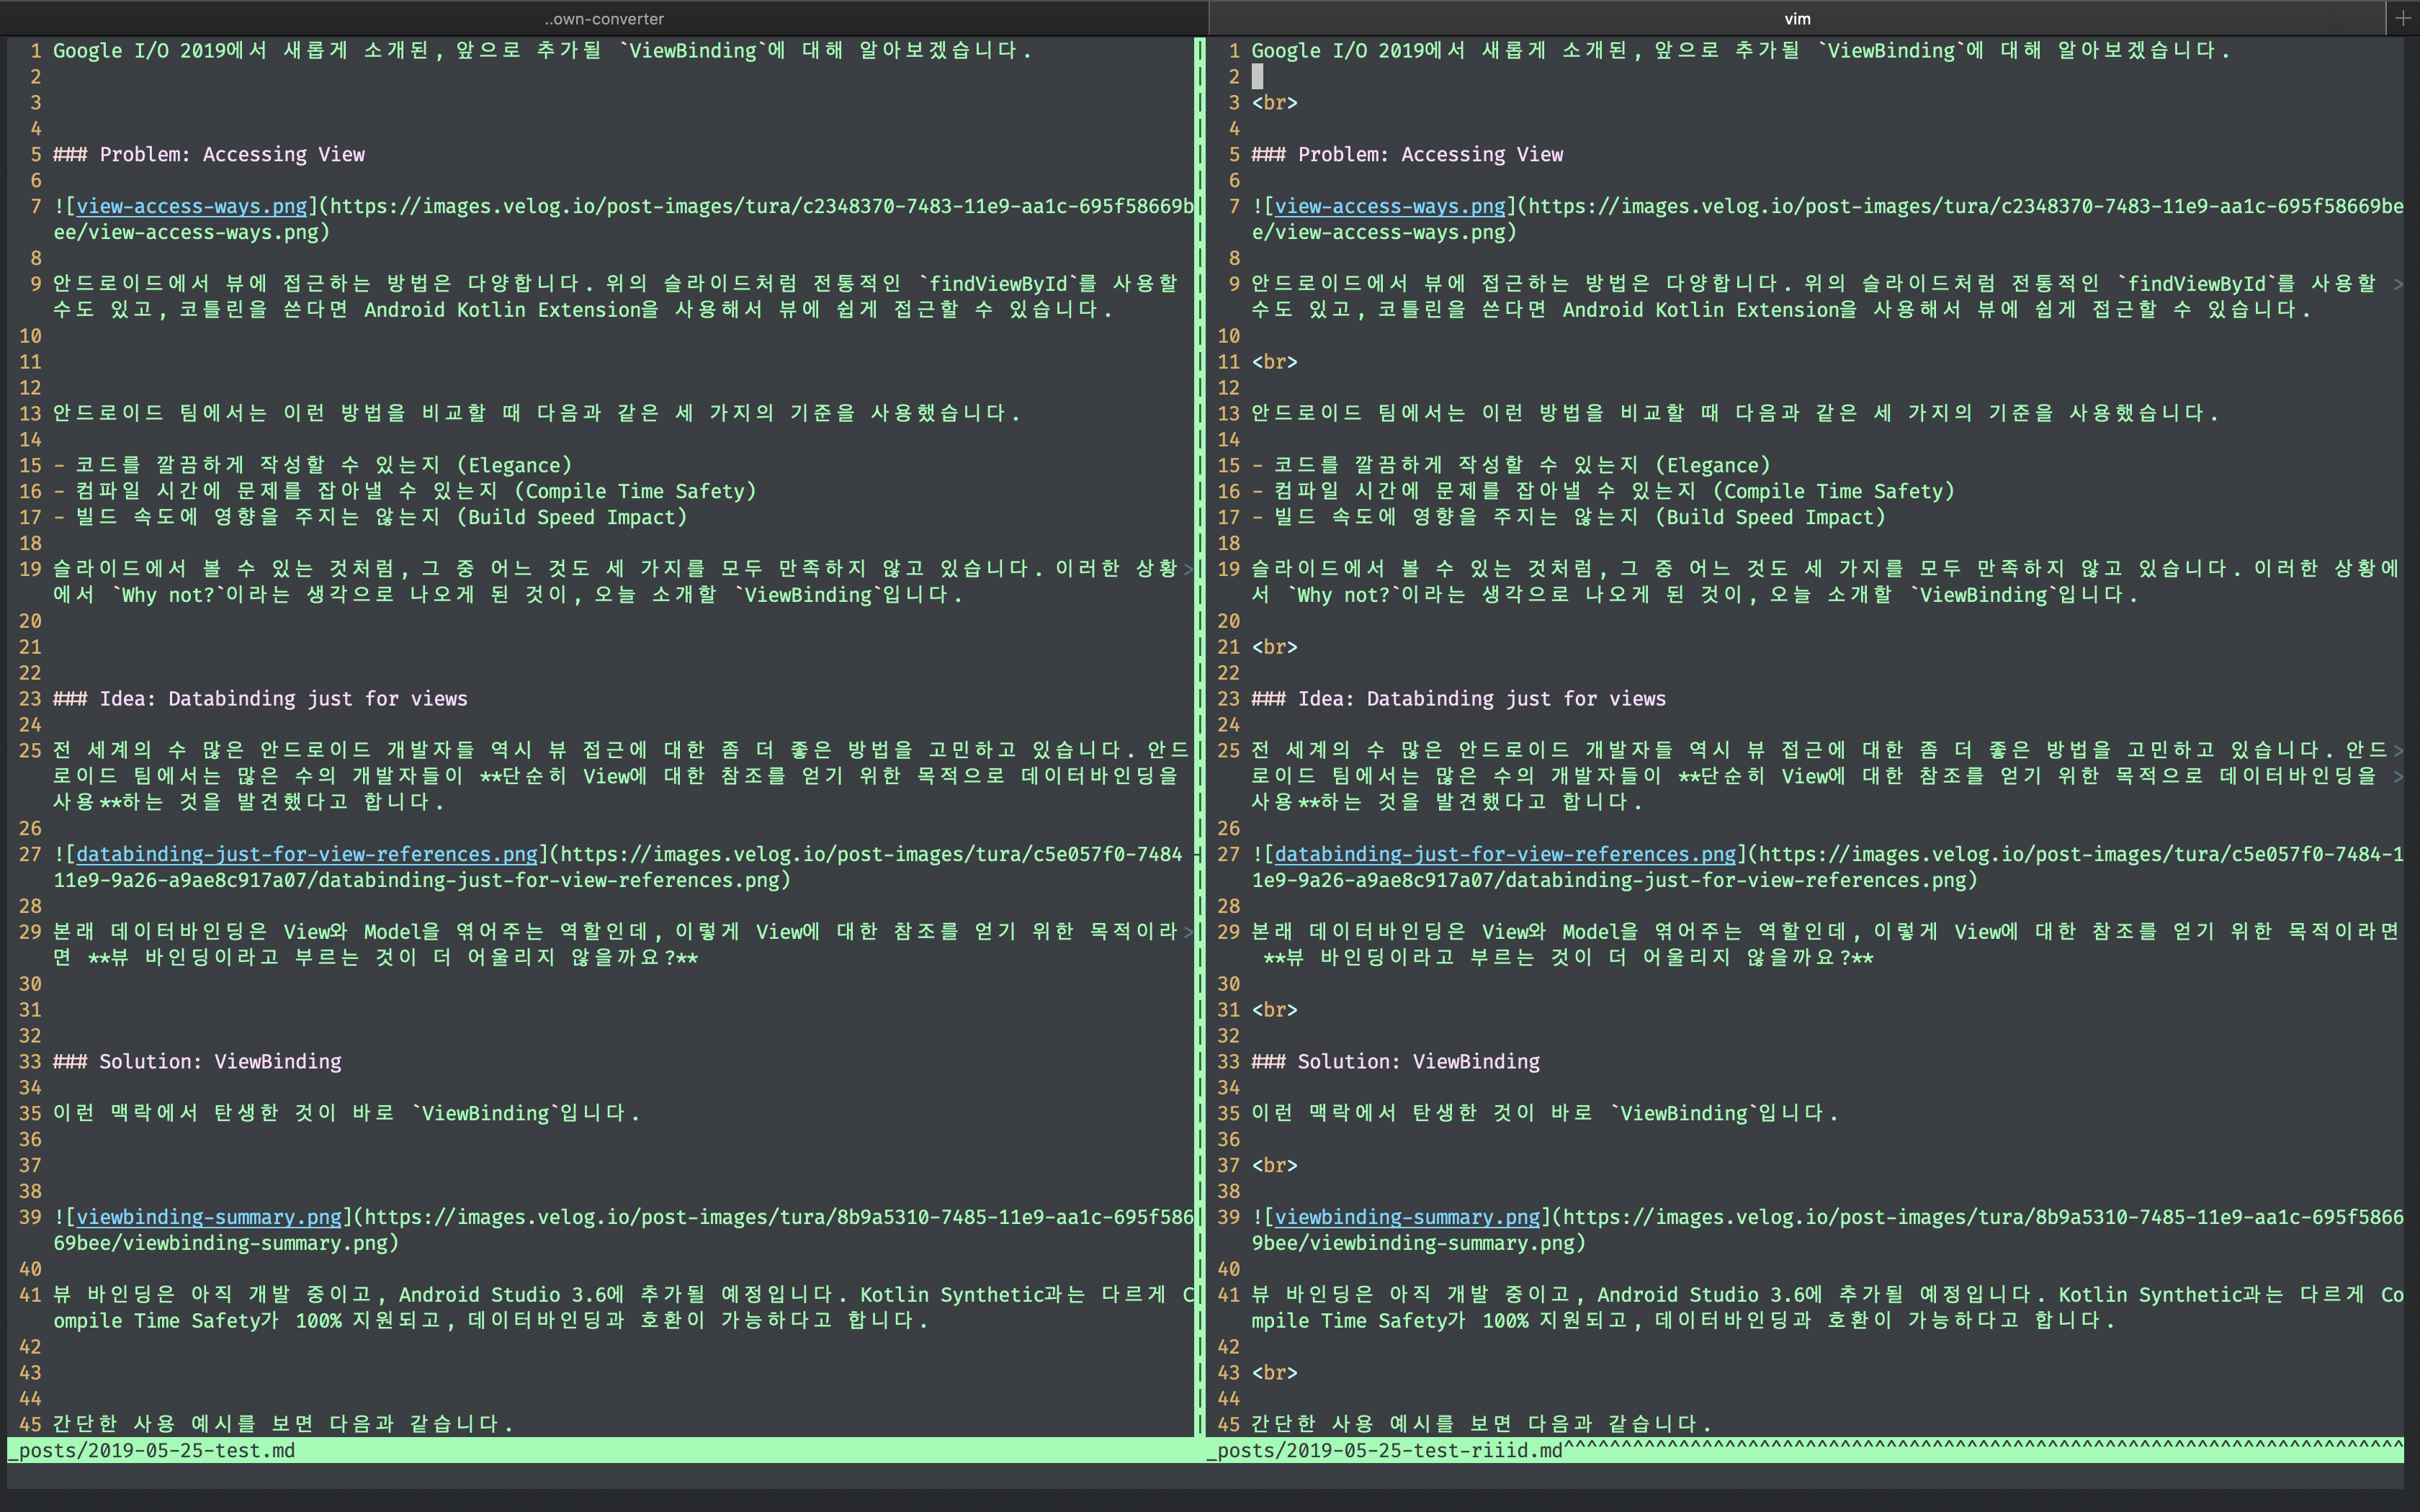 ..own-converter
vim
+
1 Google I/O 2019에서 새롭게 소개된, 앞으로 추가될 `ViewBinding`에 대해 알아보겠습니다.
2
3
4
5 ### Problem: Accessing View
6
7 ![view-access-ways.png](https://images.velog.io/post-images/tura/c2348370-7483-11e9-aa1c-695f58669b
ee/view-access-ways.png)
8
9 안드로이드에서 뷰에 접근하는 방법은 다양합니다. 위의 슬라이드처럼 전통적인 `findViewById`를 사용할
수도 있고, 코틀린을 쓴다면 Android Kotlin Extension을 사용해서 뷰에 쉽게 접근할 수 있습니다.
10
11
12
13 안드로이드 팀에서는 이런 방법을 비교할 때 다음과 같은 세 가지의 기준을 사용했습니다.
14
15 - 코드를 깔끔하게 작성할 수 있는지 (Elegance)
16 - 컴파일 시간에 문제를 잡아낼 수 있는지 (Compile Time Safety)
17 - 빌드 속도에 영향을 주지는 않는지 (Build Speed Impact)
18
19 슬라이드에서 볼 수 있는 것처럼, 그 중 어느 것도 세 가지를 모두 만족하지 않고 있습니다. 이러한 상황>
에서 `Why not?`이라는 생각으로 나오게 된 것이, 오늘 소개할 `ViewBinding`입니다.
20
21
22
23 ### Idea: Databinding just for views
24
25 전 세계의 수 많은 안드로이드 개발자들 역시 뷰 접근에 대한 좀 더 좋은 방법을 고민하고 있습니다. 안드
로이드 팀에서는 많은 수의 개발자들이 **단순히 View에 대한 참조를 얻기 위한 목적으로 데이터바인딩을
사용**하는 것을 발견했다고 합니다.
26
27 ![databinding-just-for-view-references.png](https://images.velog.io/post-images/tura/c5e057f0-7484-
11e9-9a26-a9ae8c917a07/databinding-just-for-view-references.png)
28
29 본래 데이터바인딩은 View와 Model을 엮어주는 역할인데, 이렇게 View에 대한 참조를 얻기 위한 목적이라>
면 **뷰 바인딩이라고 부르는 것이 더 어울리지 않을까요?**
30
31
32
33 ### Solution: ViewBinding
34
35 이런 맥락에서 탄생한 것이 바로 `ViewBinding`입니다.
36
37
38
39 ![viewbinding-summary.png](https://images.velog.io/post-images/tura/8b9a5310-7485-11e9-aa1c-695f586
69bee/viewbinding-summary.png)
40
41 뷰 바인딩은 아직 개발 중이고, Android Studio 3.6에 추가될 예정입니다. Kotlin Synthetic과는 다르게 C
ompile Time Safety가 100% 지원되고, 데이터바인딩과 호환이 가능하다고 합니다.
42
43
44
45 간단한 사용 예시를 보면 다음과 같습니다.
_posts/2019-05-25-test.md
1 Google I/O 2019에서 새롭게 소개된, 앞으로 추가될 `ViewBinding`에 대해 알아보겠습니다.
2
3 <br>
4
5 ### Problem: Accessing View
6
7 ![view-access-ways.png](https://images.velog.io/post-images/tura/c2348370-7483-11e9-aa1c-695f58669be
e/view-access-ways.png)
8
9 안드로이드에서 뷰에 접근하는 방법은 다양합니다. 위의 슬라이드처럼 전통적인 `findViewById`를 사용할 >
수도 있고, 코틀린을 쓴다면 Android Kotlin Extension을 사용해서 뷰에 쉽게 접근할 수 있습니다.
10
11 <br>
12
13 안드로이드 팀에서는 이런 방법을 비교할 때 다음과 같은 세 가지의 기준을 사용했습니다.
14
15 - 코드를 깔끔하게 작성할 수 있는지 (Elegance)
16 - 컴파일 시간에 문제를 잡아낼 수 있는지 (Compile Time Safety)
17 - 빌드 속도에 영향을 주지는 않는지 (Build Speed Impact)
18
19 슬라이드에서 볼 수 있는 것처럼, 그 중 어느 것도 세 가지를 모두 만족하지 않고 있습니다. 이러한 상황에
서 `Why not?`이라는 생각으로 나오게 된 것이, 오늘 소개할 `ViewBinding`입니다.
20
21 <br>
22
23 ### Idea: Databinding just for views
24
25 전 세계의 수 많은 안드로이드 개발자들 역시 뷰 접근에 대한 좀 더 좋은 방법을 고민하고 있습니다. 안드>
로이드 팀에서는 많은 수의 개발자들이 **단순히 View에 대한 참조를 얻기 위한 목적으로 데이터바인딩을 >
사용**하는 것을 발견했다고 합니다.
26
27 ![databinding-just-for-view-references.png](https://images.velog.io/post-images/tura/c5e057f0-7484-1
1e9-9a26-a9ae8c917a07/databinding-just-for-view-references.png)
28
29 본래 데이터바인딩은 View와 Model을 엮어주는 역할인데, 이렇게 View에 대한 참조를 얻기 위한 목적이라면
**뷰 바인딩이라고 부르는 것이 더 어울리지 않을까요?**
30
31 <br>
32
33 ### Solution: ViewBinding
34
35 이런 맥락에서 탄생한 것이 바로 `ViewBinding`입니다.
36
37 <br>
38
39 ![viewbinding-summary.png](https://images.velog.io/post-images/tura/8b9a5310-7485-11e9-aa1c-695f5866
9bee/viewbinding-summary.png)
40
41 뷰 바인딩은 아직 개발 중이고, Android Studio 3.6에 추가될 예정입니다. Kotlin Synthetic과는 다르게 Co
mpile Time Safety가 100% 지원되고, 데이터바인딩과 호환이 가능하다고 합니다.
42
43 <br>
44
45 간단한 사용 예시를 보면 다음과 같습니다.
_posts/2019-05-25-test-riiid.md^^^^^^^^^^^^^^^^^^^^^^^^^^^^^^^^^^^^^^^^^^^^^^^^^^^^^^^^^^^^^^^^^^^^^^^^^